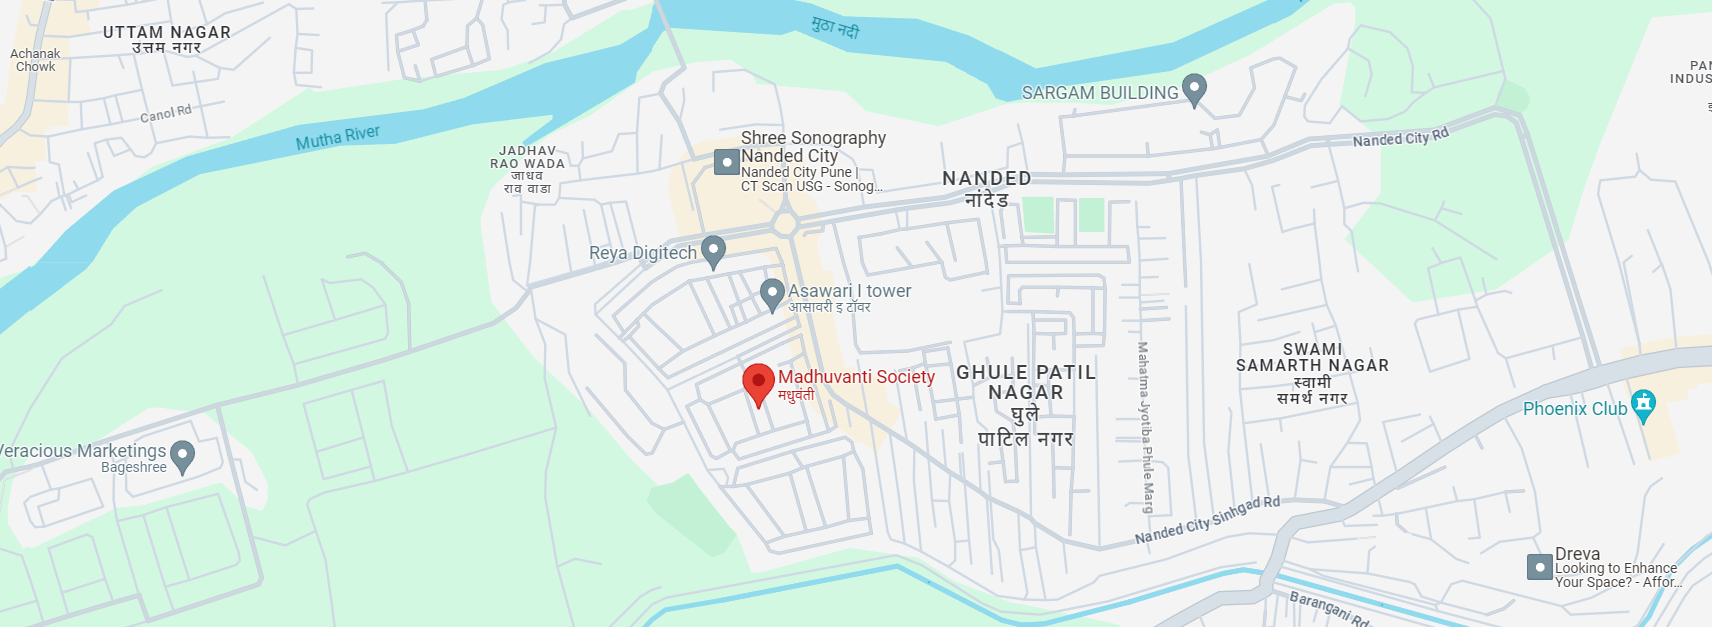 UTTAM NAGAR
उत्तम नगर
Achanak
Chowk
Canol Rd
Mutha River
मुठा नदी
JADHAV
RAO WADA
जाधव
राव वाडा
Shree Sonography
Nanded City
Nanded City Pune |
CT Scan USG - Sonog...
SARGAM BUILDING
Nanded City Rd
NANDED
नांदेड
Reya Digitech
Asawari I tower
आसावरी इ टॉवर
Madhuvanti Society
मधुवंती
GHULE PATIL
NAGAR
घुले
पाटिल नगर
Mahatma Jyotiba Phule Marg
SWAMI
SAMARTH NAGAR
स्वामी
समर्थ नगर
Phoenix Club
Veracious Marketings
Bageshree
Nanded City Sinhgad Rd
Dreva
Looking to Enhance
Your Space? - Affor...
Barangani Rd
PAN
INDUS